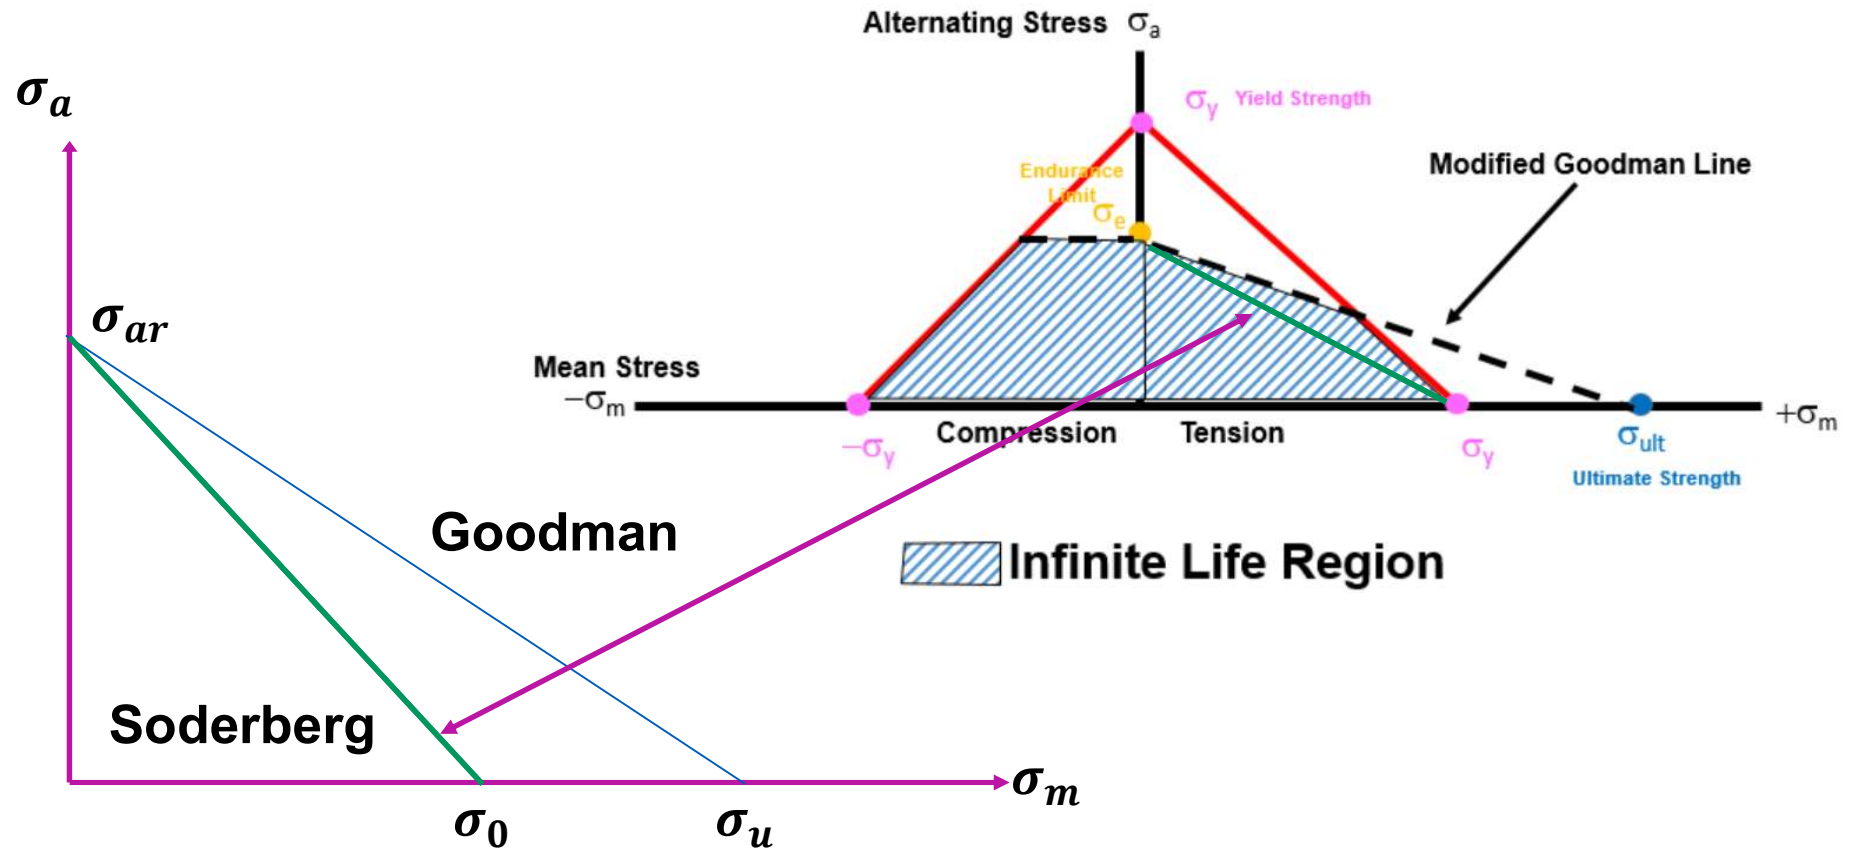 Alternating Stress σa
σa
σy Yield Strength
Modified Goodman Line
Endurance
Limit
σe
σar
Mean Stress
−σm
+σm
Compression
Tension
−σy
σy
σult
Ultimate Strength
Goodman
Infinite Life Region
Soderberg
σm
σ0
σu